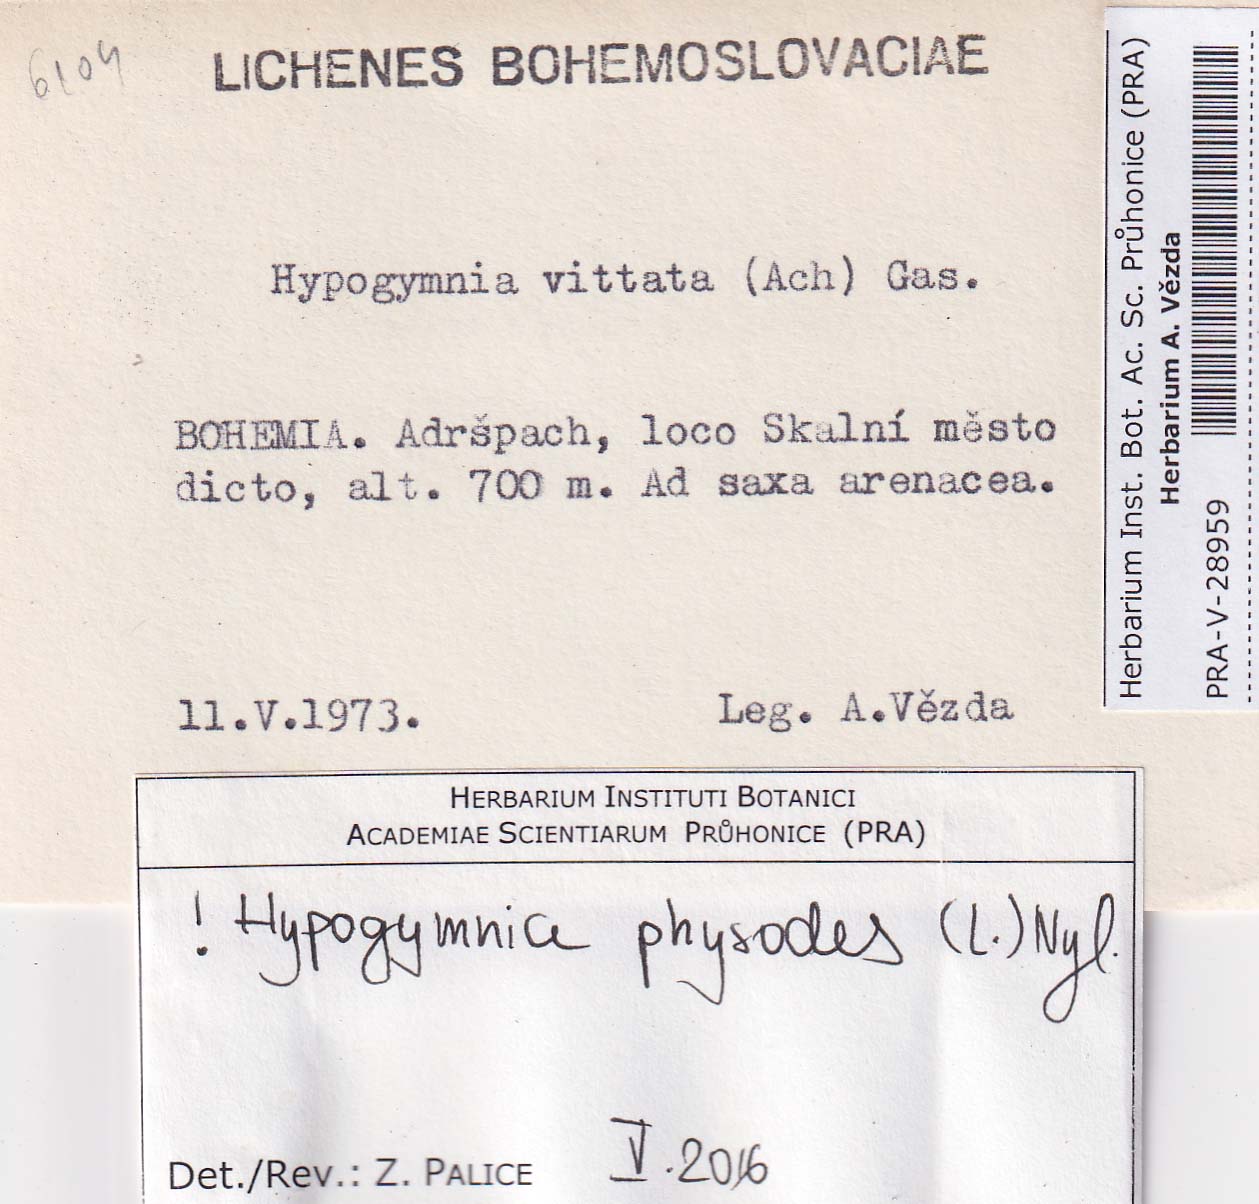 6104
LICHENES BOHEMOSLOVACIAE
Hypogymnia vittata (Ach) Gas.
BOHEMIA. Adršpach, loco Skalní město
dicto, alt. 700 m. Ad saxa arenacea.
11.V.1973.
Leg. A.Vězda
Herbarium Inst. Bot. Ac. Sc. Průhonice (PRA)
Herbarium A. Vězda
PRA-V-28959
HERBARIUM INSTITUTI BOTANICI
ACADEMIAE SCIENTIARUM PRŮHONICE (PRA)
! Hypogymnia physodes (L.) Nyl.
Det./Rev.: Z. PALICE
V.2016